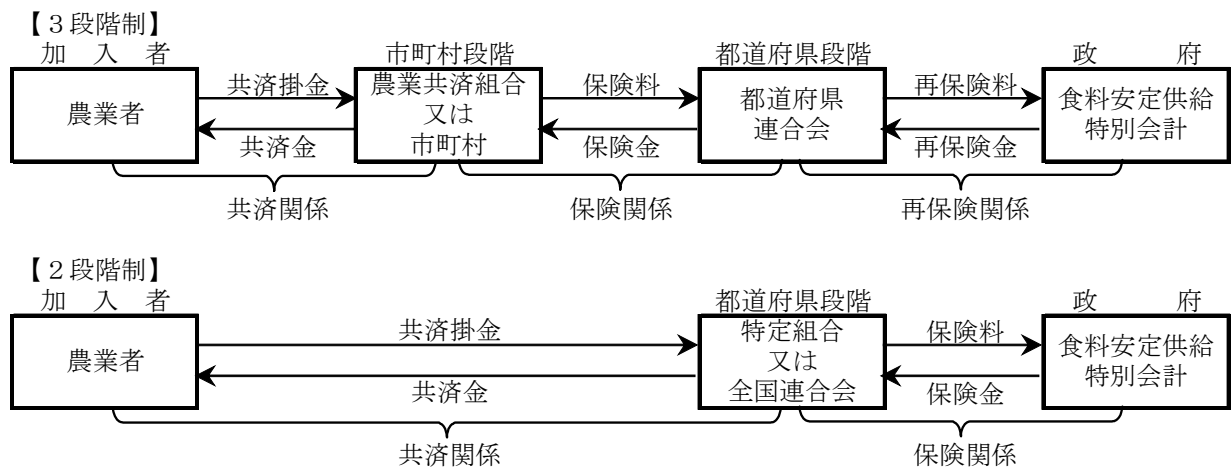 【３段階制】
加　入　者
市町村段階
都道府県段階
政　　府
農業者
共済掛金
共済金
農業共済組合
又は
市町村
保険料
保険金
都道府県
連合会
再保険料
再保険金
食料安定供給
特別会計
共済関係
保険関係
再保険関係
【２段階制】
加　入　者
都道府県段階
政　　府
農業者
共済掛金
共済金
特定組合
又は
全国連合会
保険料
保険金
食料安定供給
特別会計
共済関係
保険関係